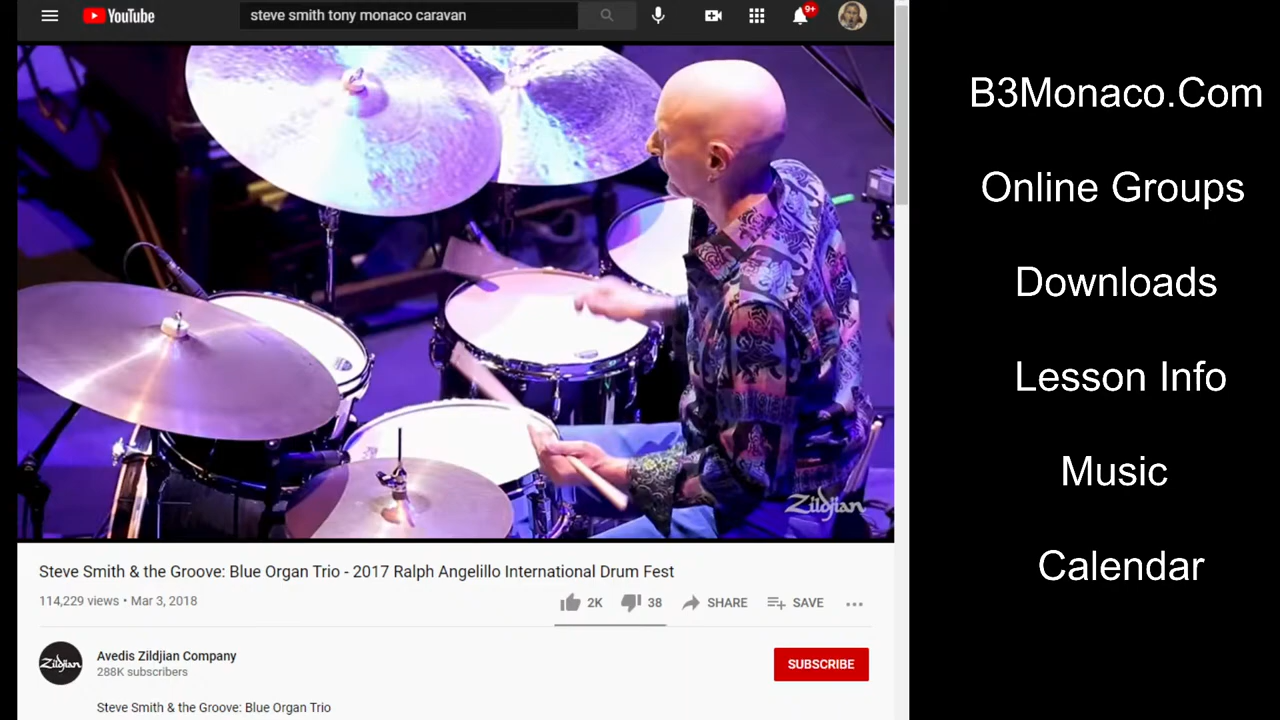 YouTube
steve smith tony monaco caravan
9+
Zildjian
Steve Smith & the Groove: Blue Organ Trio - 2017 Ralph Angelillo International Drum Fest
114,229 views • Mar 3, 2018
2K
38
SHARE
SAVE
Zildjian
Avedis Zildjian Company
288K subscribers
SUBSCRIBE
Steve Smith & the Groove: Blue Organ Trio
B3Monaco.Com
Online Groups
Downloads
Lesson Info
Music
Calendar